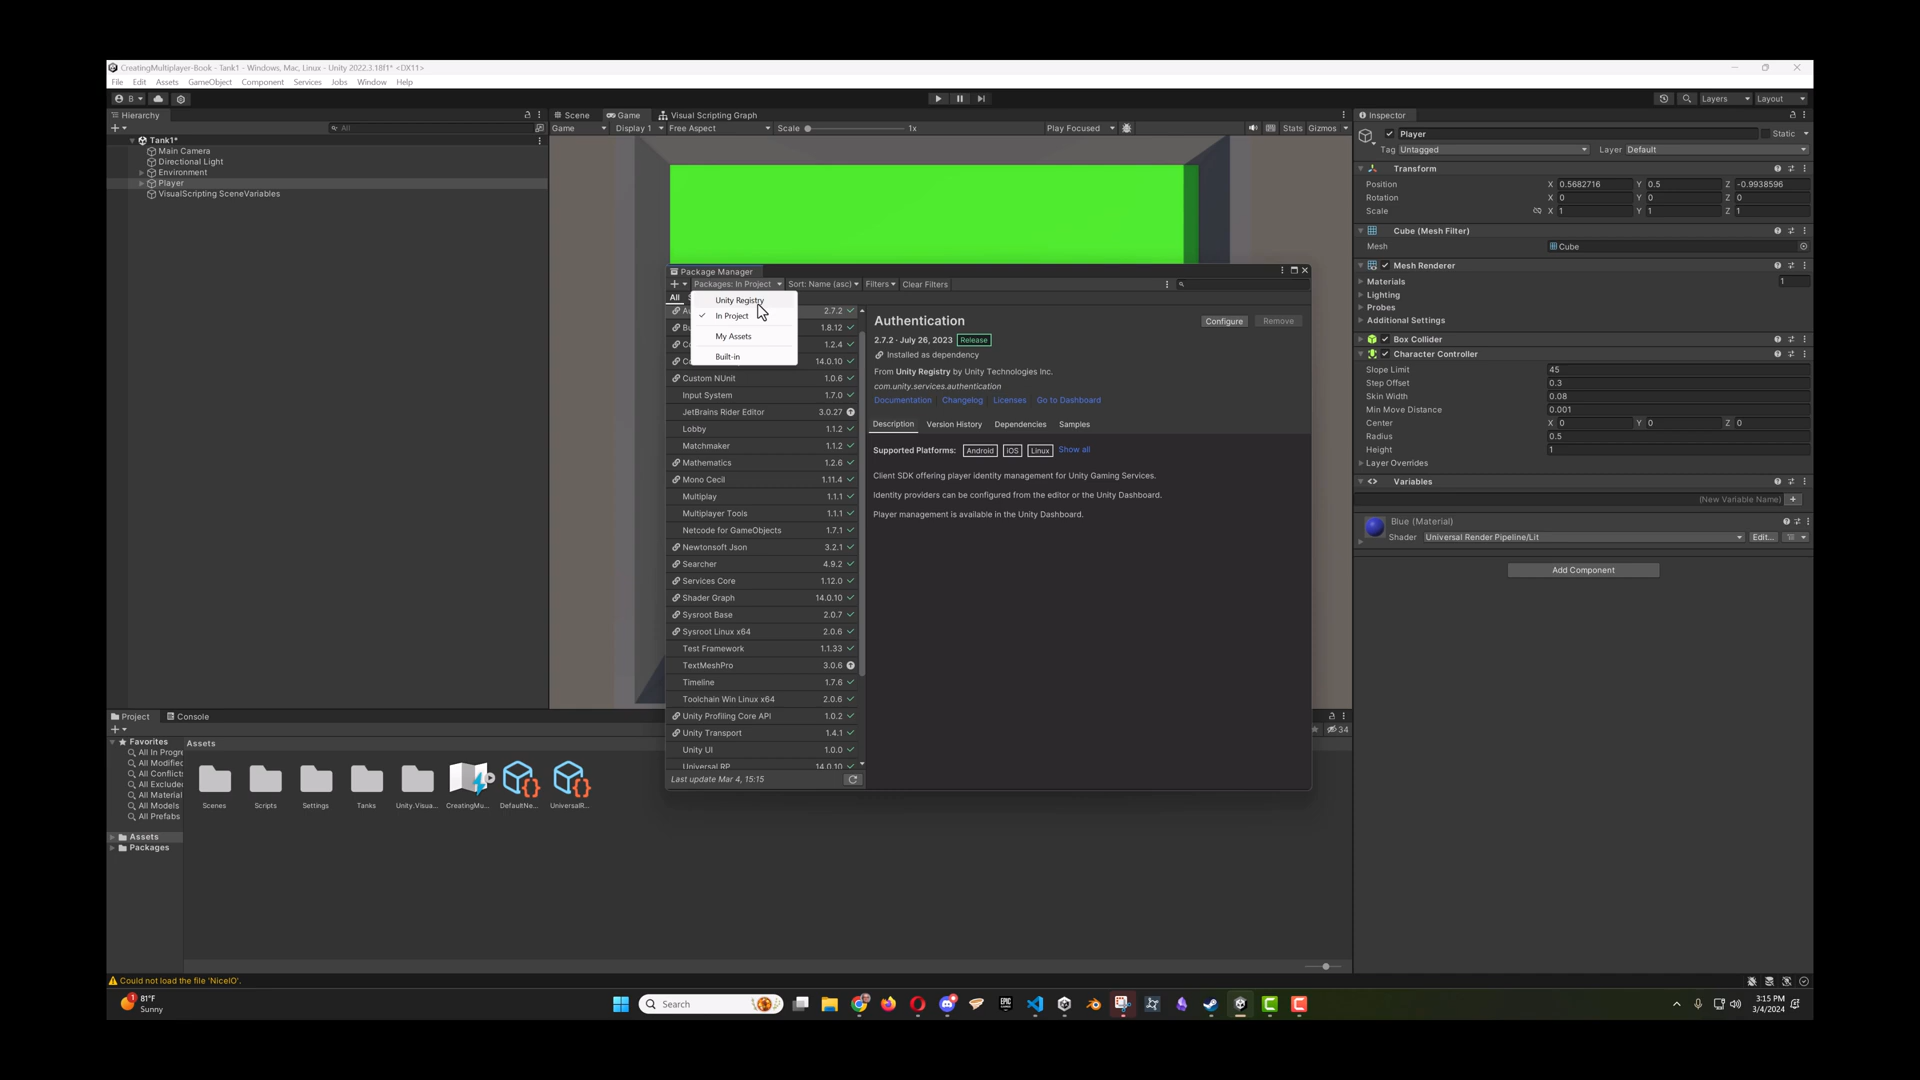 CreatingMultiplayer-Book - Tank1 - Windows, Mac, Linux - Unity 2022.3.18f1* <DX11>
File Edit Assets GameObject Component Services Jobs Window Help
B Layers Layout
Hierarchy
All
Tank1*
Main Camera
Directional Light
Environment
Player
VisualScripting SceneVariables
Scene Game Visual Scripting Graph
Game Display 1 Free Aspect Scale 1x Play Focused Stats Gizmos
Package Manager
Packages: In Project Sort: Name (asc) Filters Clear Filters
All
Unity Registry
In Project
My Assets
Built-in
2.7.2
1.8.12
1.2.4
14.0.10
Custom NUnit 1.0.6
Input System 1.7.0
JetBrains Rider Editor 3.0.27
Lobby 1.1.2
Matchmaker 1.1.2
Mathematics 1.2.6
Mono Cecil 1.11.4
Multiplay 1.1.1
Multiplayer Tools 1.1.1
Netcode for GameObjects 1.7.1
Newtonsoft Json 3.2.1
Searcher 4.9.2
Services Core 1.12.0
Shader Graph 14.0.10
Sysroot Base 2.0.7
Sysroot Linux x64 2.0.6
Test Framework 1.1.33
TextMeshPro 3.0.6
Timeline 1.7.6
Toolchain Win Linux x64 2.0.6
Unity Profiling Core API 1.0.2
Unity Transport 1.4.1
Unity UI 1.0.0
Universal RP 14.0.10
Last update Mar 4, 15:15
Authentication
Configure Remove
2.7.2 · July 26, 2023 Release
Installed as dependency
From Unity Registry by Unity Technologies Inc.
com.unity.services.authentication
Documentation Changelog Licenses Go to Dashboard
Description Version History Dependencies Samples
Supported Platforms: Android iOS Linux Show all
Client SDK offering player identity management for Unity Gaming Services.
Identity providers can be configured from the editor or the Unity Dashboard.
Player management is available in the Unity Dashboard.
Inspector
Player Static
Tag Untagged Layer Default
Transform
Position X 0.5682716 Y 0.5 Z -0.9938596
Rotation X 0 Y 0 Z 0
Scale X 1 Y 1 Z 1
Cube (Mesh Filter)
Mesh Cube
Mesh Renderer
Materials 1
Lighting
Probes
Additional Settings
Box Collider
Character Controller
Slope Limit 45
Step Offset 0.3
Skin Width 0.08
Min Move Distance 0.001
Center X 0 Y 0 Z 0
Radius 0.5
Height 1
Layer Overrides
Variables
(New Variable Name)
Blue (Material)
Shader Universal Render Pipeline/Lit Edit...
Add Component
Project Console
34
Favorites
All In Progre
All Modified
All Conflicts
All Excluded
All Material
All Models
All Prefabs
Assets
Packages
Assets
Scenes Scripts Settings Tanks Unity.Visua... CreatingMu... DefaultNe... UniversalR...
Could not load the file 'NiceIO'.
1
81°F
Sunny
Search
EPIC
3:15 PM
3/4/2024